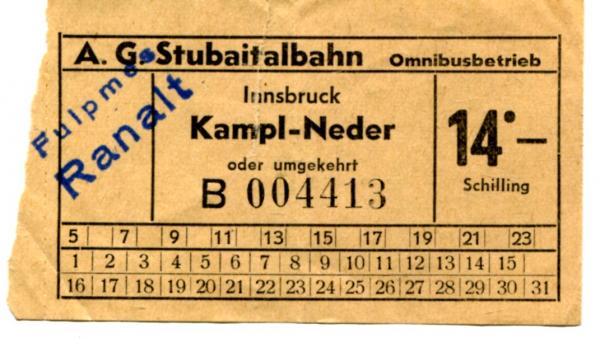 A. G. Stubaitalbahn Omnibusbetrieb
Fulpmes
Ranalt
Innsbruck
Kampl-Neder
oder umgekehrt
B 004413
14·—
Schilling
5 7 9 11 13 15 17 19 21 23
1 2 3 4 5 6 7 8 9 10 11 12 13 14 15
16 17 18 19 20 21 22 23 24 25 26 27 28 29 30 31